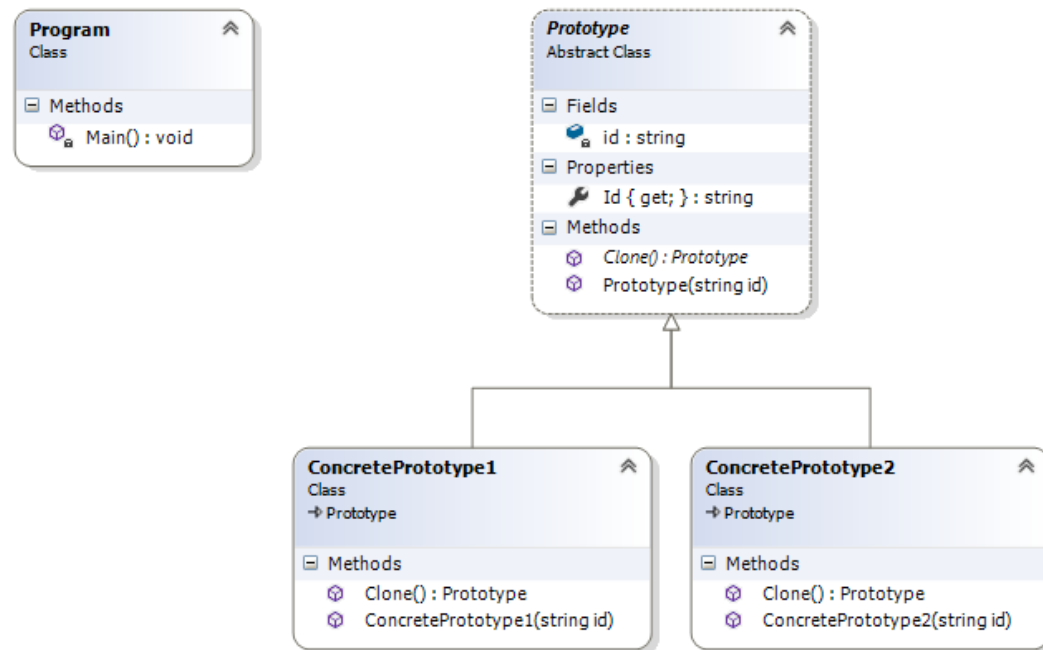 Program
Class
Methods
Main() : void
Prototype
Abstract Class
Fields
id : string
Properties
Id { get; } : string
Methods
Clone() : Prototype
Prototype(string id)
ConcretePrototype1
Class
Prototype
Methods
Clone() : Prototype
ConcretePrototype1(string id)
ConcretePrototype2
Class
Prototype
Methods
Clone() : Prototype
ConcretePrototype2(string id)